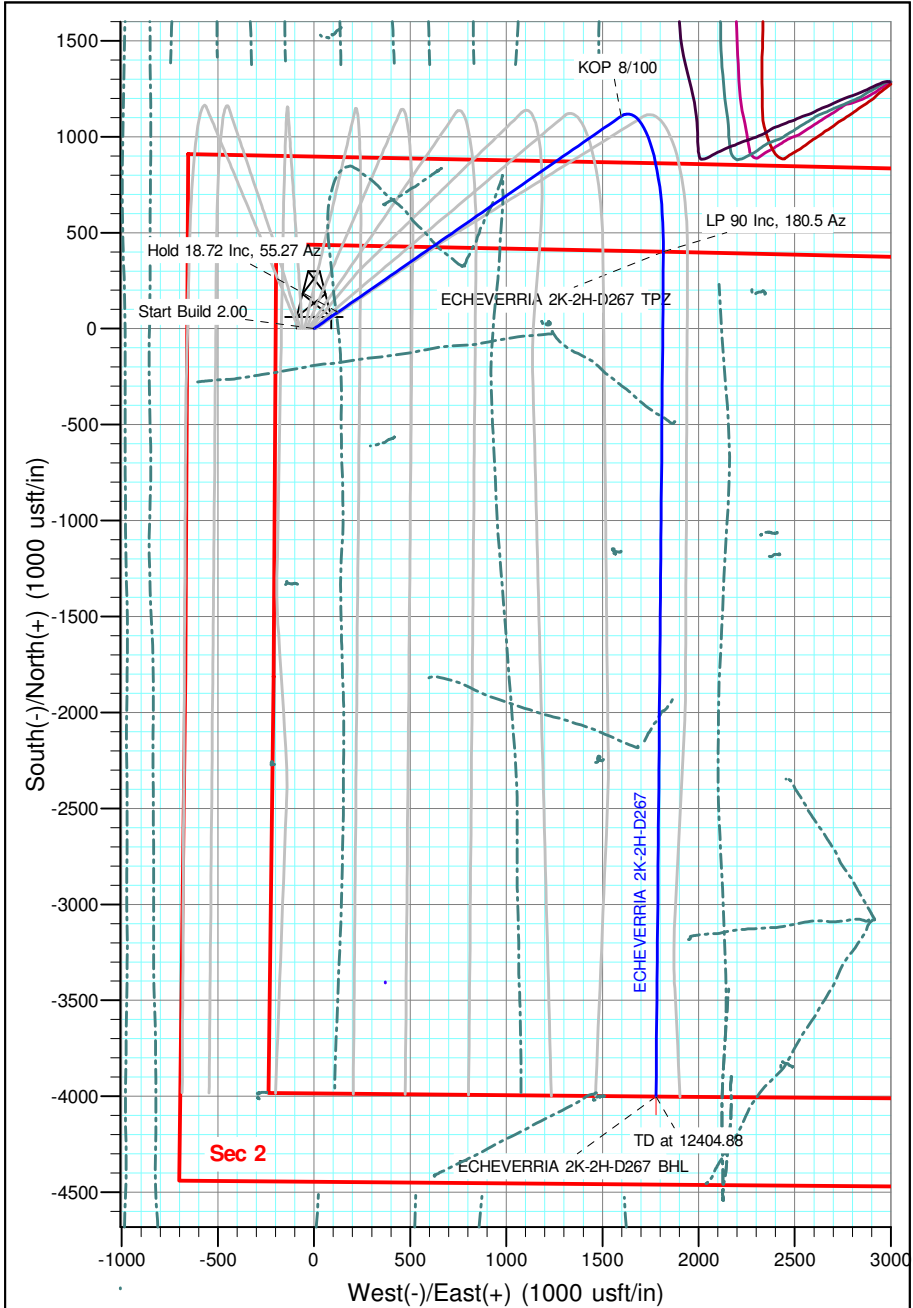 1500
1000
500
0
-500
-1000
-1500
-2000
-2500
-3000
-3500
-4000
-4500
South(-)/North(+) (1000 usft/in)
KOP 8/100
LP 90 Inc, 180.5 Az
Hold 18.72 Inc, 55.27 Az
ECHEVERRIA 2K-2H-D267 TPZ
Start Build 2.00
ECHEVERRIA 2K-2H-D267
Sec 2
TD at 12404.88
ECHEVERRIA 2K-2H-D267 BHL
-1000 -500 0 500 1000 1500 2000 2500 3000
West(-)/East(+) (1000 usft/in)